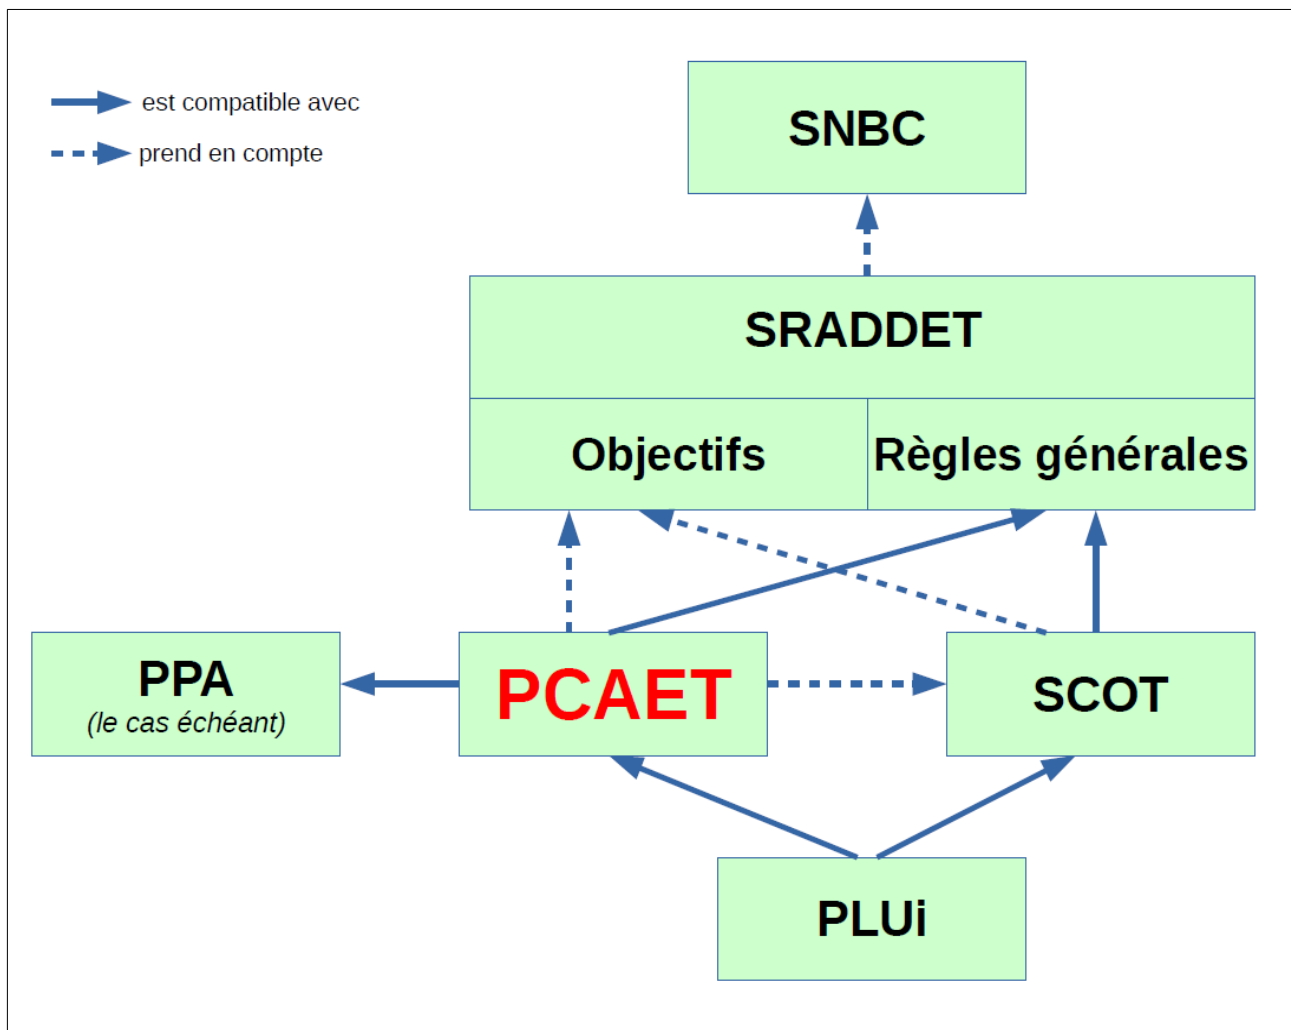 est compatible avec
prend en compte
SNBC
SRADDET
Objectifs
Règles générales
PPA
(le cas échéant)
PCAET
SCOT
PLUi